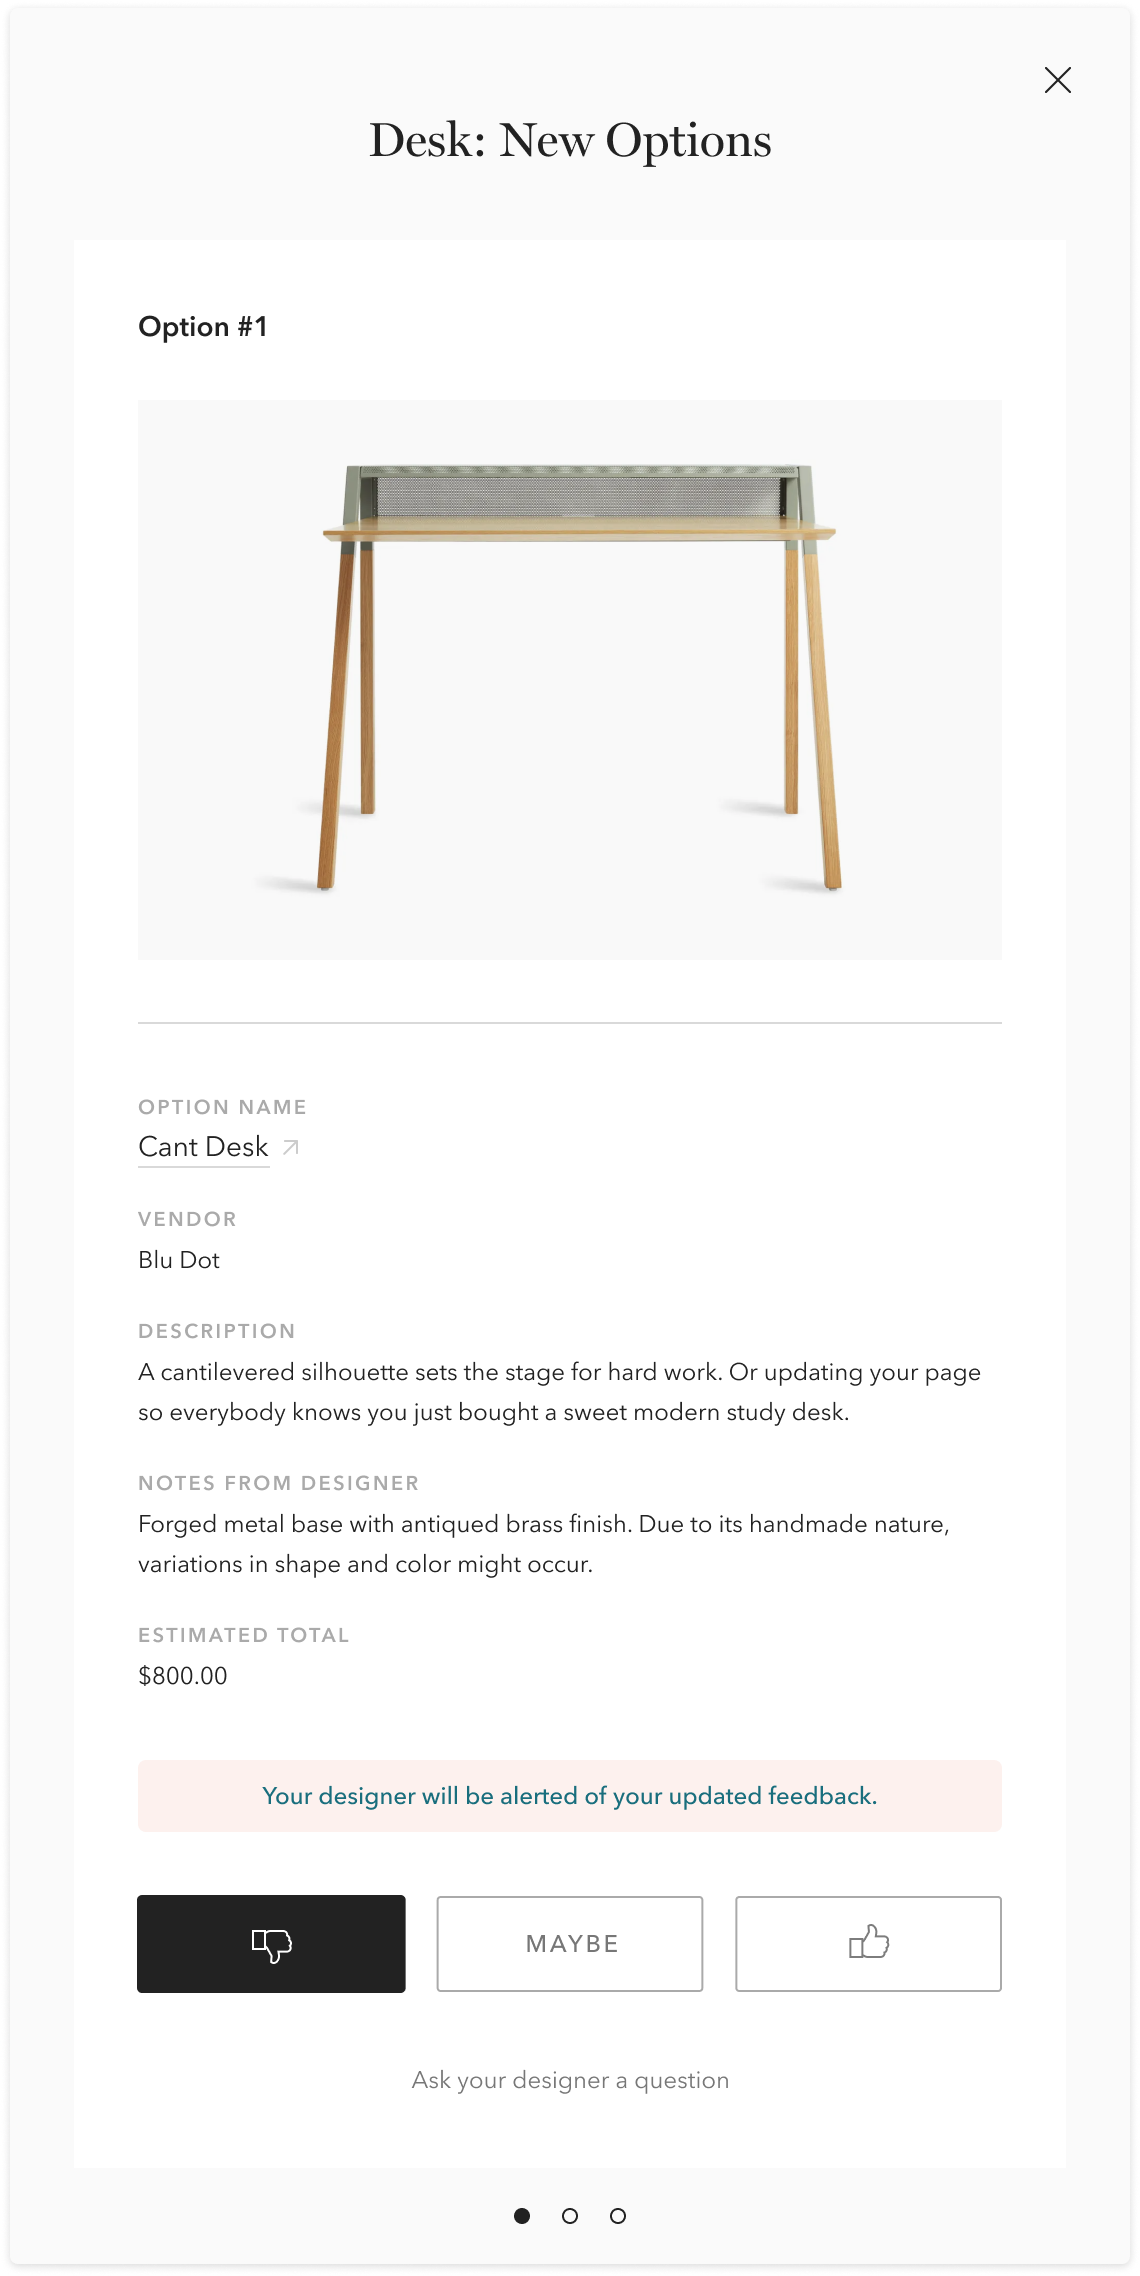 Desk: New Options
Option #1
OPTION NAME
Cant Desk
VENDOR
Blu Dot
DESCRIPTION
A cantilevered silhouette sets the stage for hard work. Or updating your page
so everybody knows you just bought a sweet modern study desk.
NOTES FROM DESIGNER
Forged metal base with antiqued brass finish. Due to its handmade nature,
variations in shape and color might occur.
ESTIMATED TOTAL
$800.00
Your designer will be alerted of your updated feedback.
MAYBE
Ask your designer a question